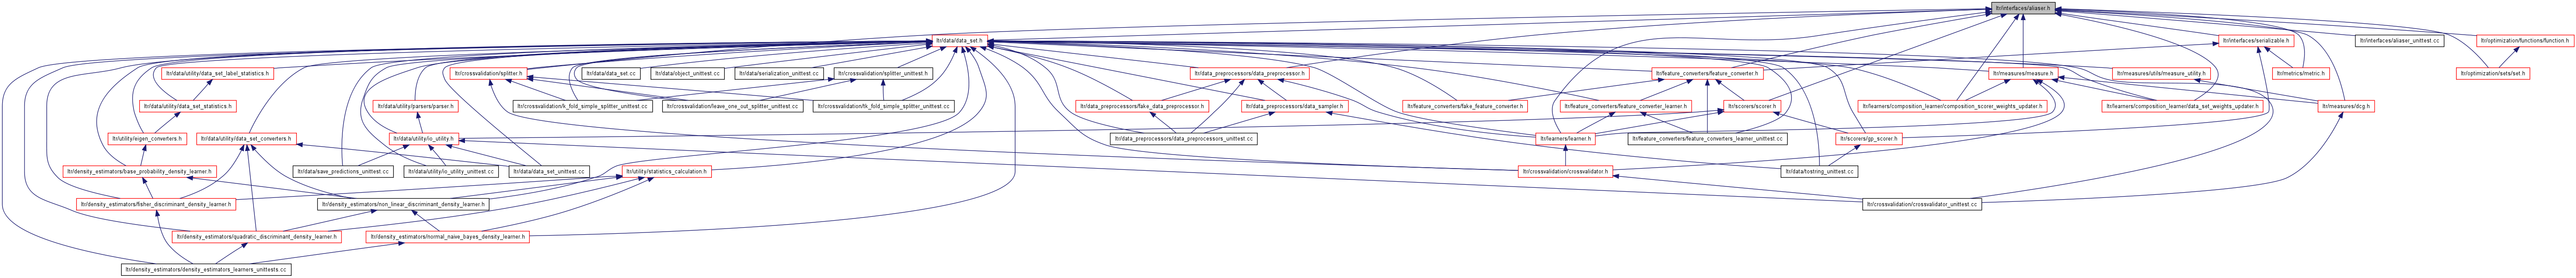 ltr/interfaces/aliaser.h
ltr/data/data_set.h
ltr/interfaces/serializable.h
ltr/interfaces/aliaser_unittest.cc
ltr/optimization/functions/function.h
ltr/data/utility/data_set_label_statistics.h
ltr/crossvalidation/splitter.h
ltr/data/data_set.cc
ltr/data/object_unittest.cc
ltr/data/serialization_unittest.cc
ltr/crossvalidation/splitter_unittest.h
ltr/data_preprocessors/data_preprocessor.h
ltr/feature_converters/feature_converter.h
ltr/measures/measure.h
ltr/measures/utils/measure_utility.h
ltr/metrics/metric.h
ltr/optimization/sets/set.h
ltr/data/utility/data_set_statistics.h
ltr/data/utility/parsers/parser.h
ltr/crossvalidation/k_fold_simple_splitter_unittest.cc
ltr/crossvalidation/leave_one_out_splitter_unittest.cc
ltr/crossvalidation/tk_fold_simple_splitter_unittest.cc
ltr/data_preprocessors/fake_data_preprocessor.h
ltr/data_preprocessors/data_sampler.h
ltr/feature_converters/fake_feature_converter.h
ltr/feature_converters/feature_converter_learner.h
ltr/scorers/scorer.h
ltr/learners/composition_learner/composition_scorer_weights_updater.h
ltr/learners/composition_learner/data_set_weights_updater.h
ltr/measures/dcg.h
ltr/utility/eigen_converters.h
ltr/data/utility/data_set_converters.h
ltr/data/utility/io_utility.h
ltr/data_preprocessors/data_preprocessors_unittest.cc
ltr/learners/learner.h
ltr/feature_converters/feature_converters_learner_unittest.cc
ltr/scorers/gp_scorer.h
ltr/density_estimators/base_probability_density_learner.h
ltr/data/save_predictions_unittest.cc
ltr/data/utility/io_utility_unittest.cc
ltr/data/data_set_unittest.cc
ltr/utility/statistics_calculation.h
ltr/crossvalidation/crossvalidator.h
ltr/data/tostring_unittest.cc
ltr/density_estimators/fisher_discriminant_density_learner.h
ltr/density_estimators/non_linear_discriminant_density_learner.h
ltr/crossvalidation/crossvalidator_unittest.cc
ltr/density_estimators/quadratic_discriminant_density_learner.h
ltr/density_estimators/normal_naive_bayes_density_learner.h
ltr/density_estimators/density_estimators_learners_unittests.cc